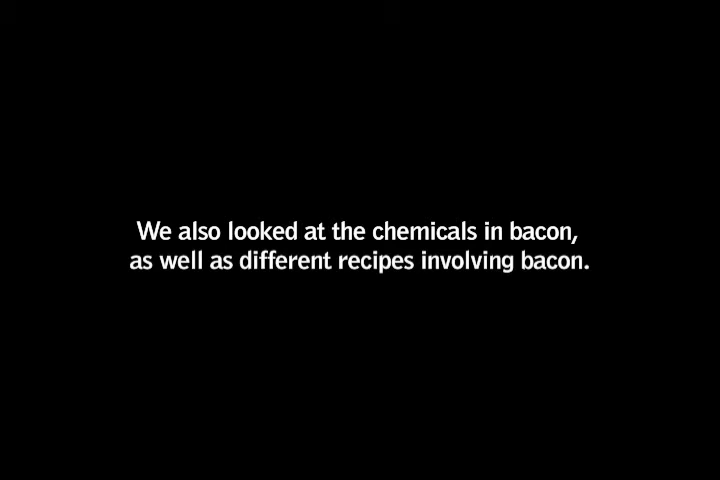 We also looked at the chemicals in bacon,
as well as different recipes involving bacon.